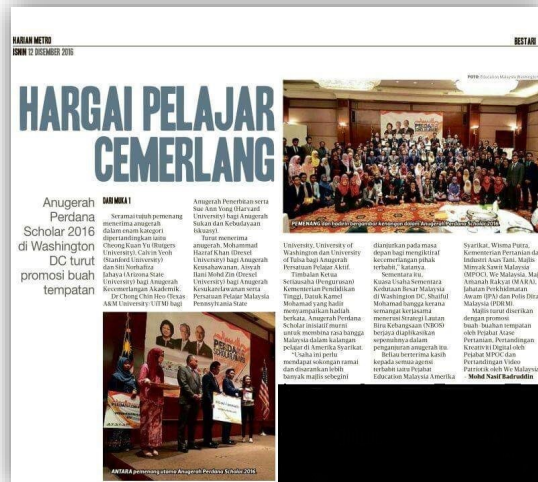 HARIAN METRO
ISNIN 12 DISEMBER 2016
BESTARI
HARGAI PELAJAR
CEMERLANG
Anugerah
Perdana
Scholar 2016
di Washington
DC turut
promosi buah
tempatan
DARI MUKA 1
Seramai tujuh pemenang
menerima anugerah
dalam enam kategori
dipertandingkan iaitu
Cheong Kuan Yu (Rutgers
University), Calvin Yeoh
(Stanford University)
dan Siti Norhafiza
Jahaya (Arizona State
University) bagi Anugerah
Kecemerlangan Akademik.
Dr Chong Chin Heo (Texas
A&M University/UiTM) bagi
Anugerah Penerbitan serta
Sue Ann Yong (Harvard
University) bagi Anugerah
Sukan dan Kebudayaan
(skuasy).
Turut menerima
anugerah, Mohammad
Hazraf Khan (Drexel
University) bagi Anugerah
Keusahawanan, Aisyah
Ilani Mohd Zin (Drexel
University) bagi Anugerah
Kesukarelawanan serta
Persatuan Pelajar Malaysia
Pennsylvania State
FOTO Education Malaysia Washington
PEMENANG dan hadirin bergambar kenangan dalam Anugerah Perdana Scholar 2016.
University, University of
Washington dan University
of Tulsa bagi Anugerah
Persatuan Pelajar Aktif.
Timbalan Ketua
Setiausaha (Pengurusan)
Kementerian Pendidikan
Tinggi, Datuk Kamel
Mohamad yang hadir
menyampaikan hadiah
berkata, Anugerah Perdana
Scholar inisiatif murni
untuk membina rasa bangga
Malaysia dalam kalangan
pelajar di Amerika Syarikat.
"Usaha ini perlu
mendapat sokongan ramai
dan disarankan lebih
banyak majlis sebegini
dianjurkan pada masa
depan bagi mengiktiraf
kecemerlangan pihak
terbabit," katanya.
Sementara itu,
Kuasa Usaha Sementara
Kedutaan Besar Malaysia
di Washington DC, Shaiful
Mohamad bangga kerana
semangat kerjasama
menerusi Strategi Lautan
Biru Kebangsaan (NBOS)
berjaya diaplikasikan
sepenuhnya dalam
penganjuran anugerah itu.
Beliau berterima kasih
kepada semua agensi
terbabit iaitu Pejabat
Education Malaysia Amerika
Syarikat, Wisma Putra,
Kementerian Pertanian dan
Industri Asas Tani, Majlis
Minyak Sawit Malaysia
(MPOC), We Malaysia, Majlis
Amanah Rakyat (MARA),
Jabatan Perkhidmatan
Awam (JPA) dan Polis Diraja
Malaysia (PDRM).
Majlis turut diserikan
dengan promosi
buah-buahan tempatan
oleh Pejabat Atase
Pertanian, Pertandingan
Kreativiti Digital oleh
Pejabat MPOC dan
Pertandingan Video
Patriotik oleh We Malaysia.
- Mohd Nasif Badruddin
ANTARA pemenang utama Anugerah Perdana Scholar 2016.